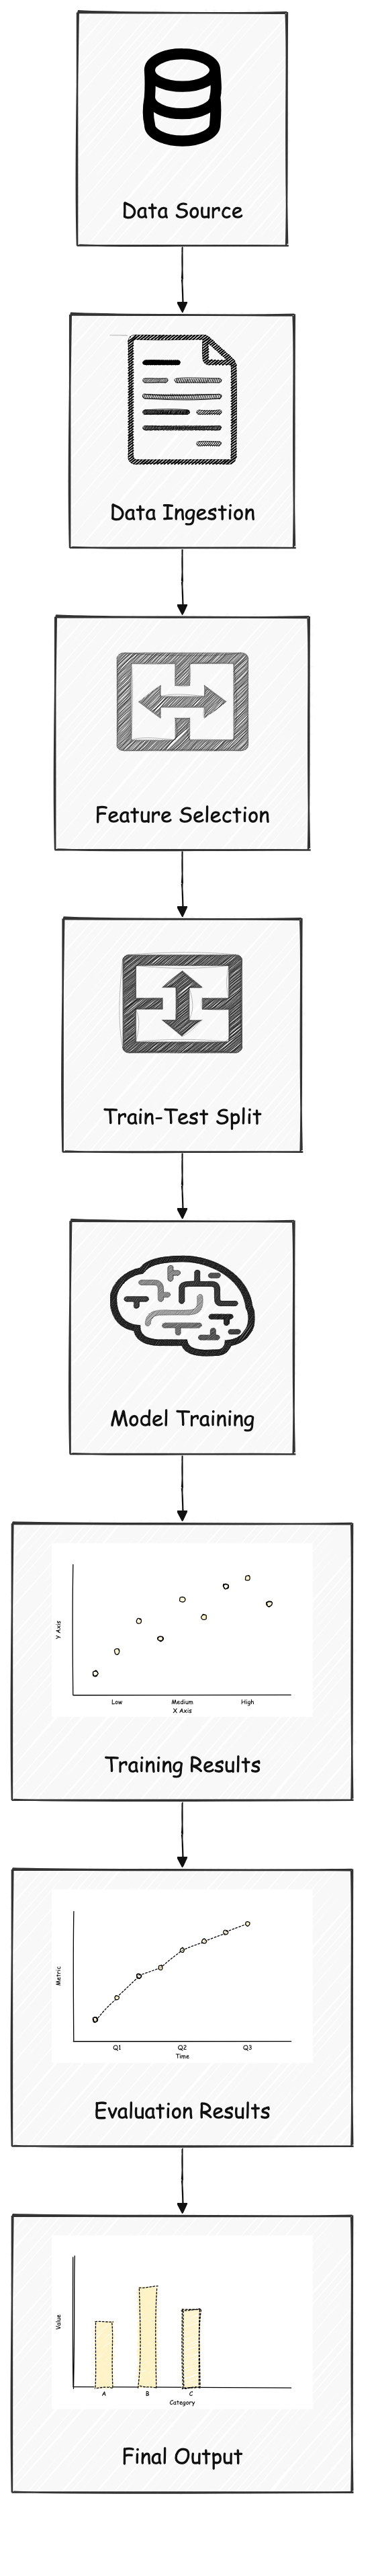 Data Source
Data Ingestion
Feature Selection
Train-Test Split
Model Training
Y Axis
Low Medium High
X Axis
Training Results
Metric
Q1 Q2 Q3
Time
Evaluation Results
Value
A B C
Category
Final Output